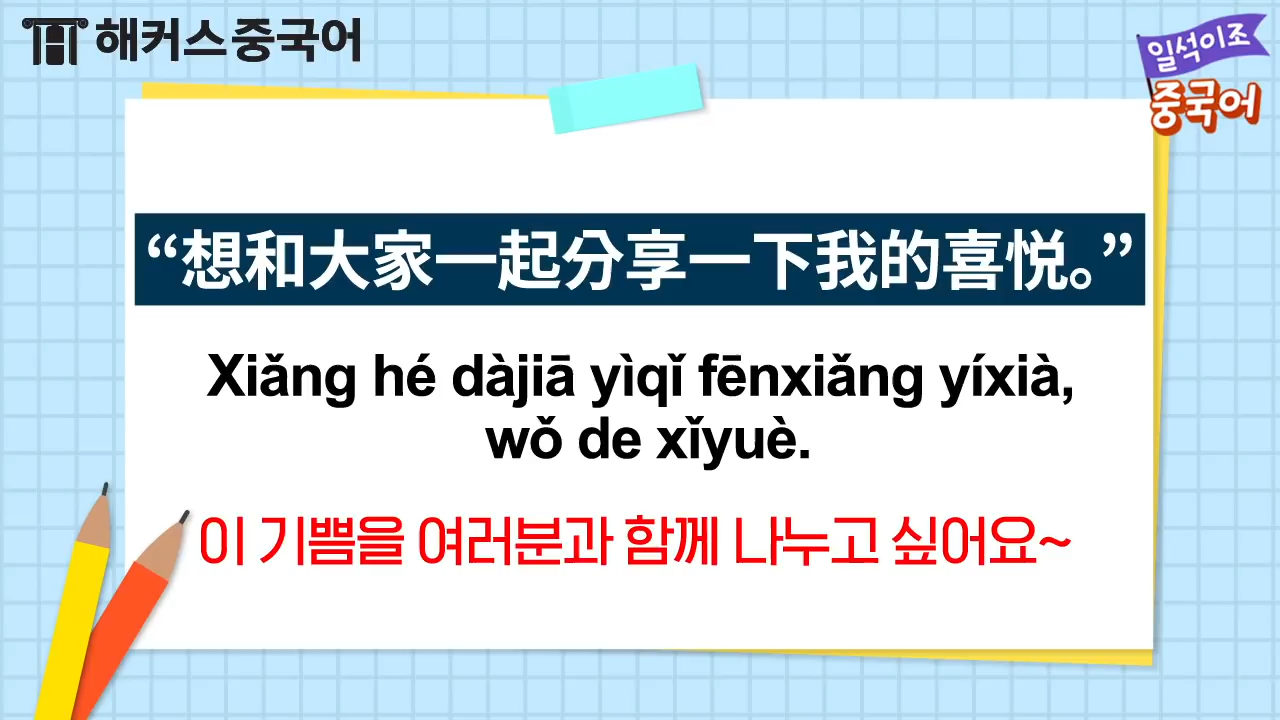 해커스중국어
일석이조
중국어
“想和大家一起分享一下我的喜悦。”
Xiǎng hé dàjiā yìqǐ fēnxiǎng yíxià,
wǒ de xǐyuè.
이 기쁨을 여러분과 함께 나누고 싶어요~